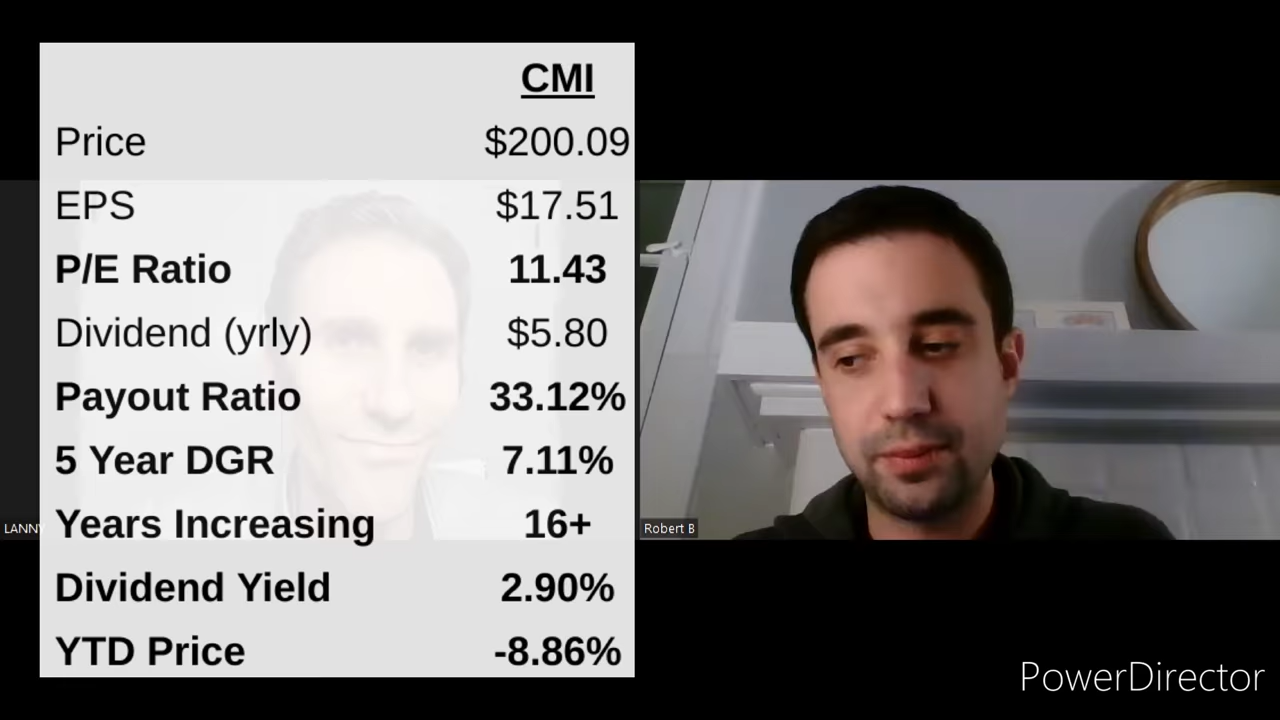 CMI
Price $200.09
EPS $17.51
P/E Ratio 11.43
Dividend (yrly) $5.80
Payout Ratio 33.12%
5 Year DGR 7.11%
Years Increasing 16+
Dividend Yield 2.90%
YTD Price -8.86%
LANNY
Robert B
PowerDirector